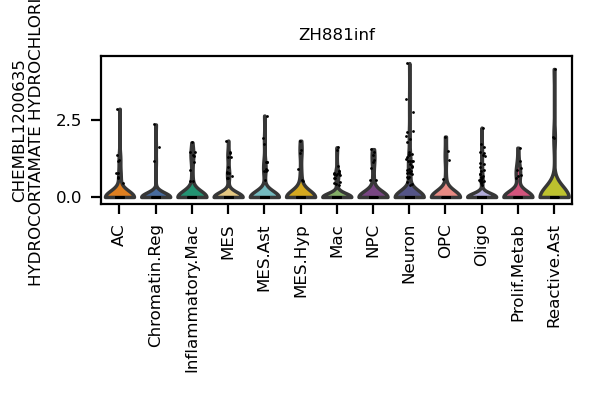 ZH881inf
CHEMBL1200635
HYDROCORTAMATE
2.5
0.0
AC
Chromatin.Reg
Inflammatory.Mac
MES
MES.Ast
MES.Hyp
Mac
NPC
Neuron
OPC
Oligo
Prolif.Metab
Reactive.Ast